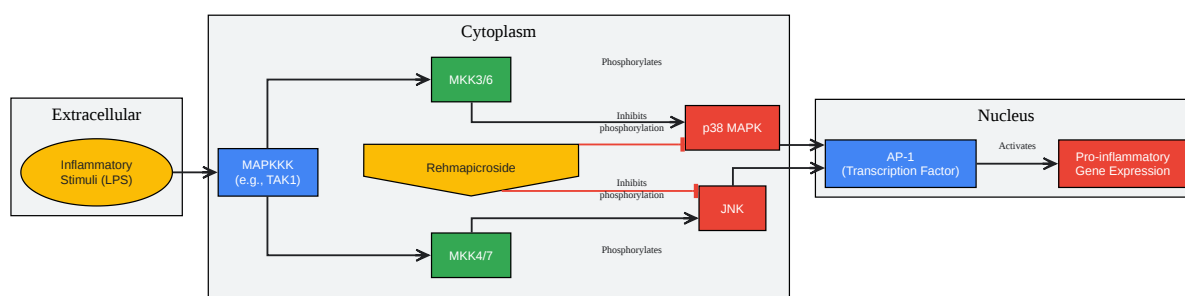 Extracellular
Inflammatory
Stimuli (LPS)
Cytoplasm
MAPKKK
(e.g., TAK1)
MKK3/6
Phosphorylates
Inhibits
phosphorylation
p38 MAPK
Rehmapicroside
Inhibits
phosphorylation
JNK
MKK4/7
Phosphorylates
Nucleus
AP-1
(Transcription Factor)
Activates
Pro-inflammatory
Gene Expression